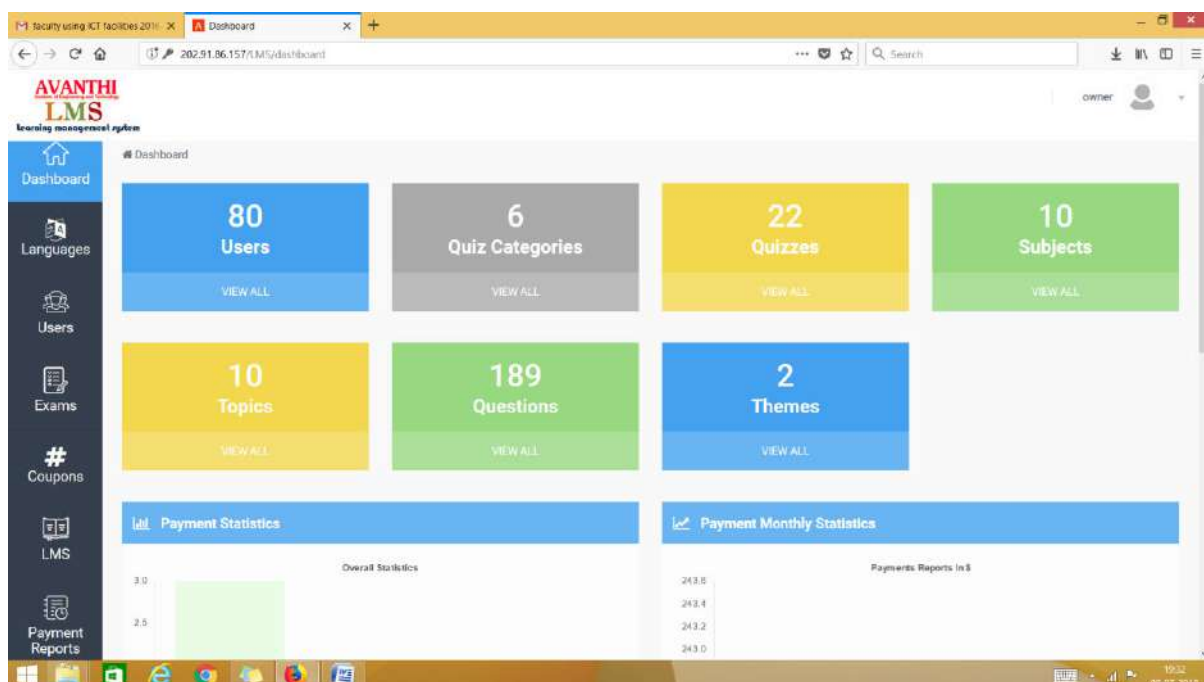 faculty using ICT facilities 2016
Dashboard
202.91.86.157/LMS/dashboard
Search
AVANTHI
LMS
Learning management system
owner
Dashboard
Dashboard
Languages
Users
Exams
Coupons
LMS
Payment
Reports
80
Users
VIEW ALL
6
Quiz Categories
VIEW ALL
22
Quizzes
VIEW ALL
10
Subjects
VIEW ALL
10
Topics
VIEW ALL
189
Questions
VIEW ALL
2
Themes
VIEW ALL
Payment Statistics
Overall Statistics
3.0
2.5
Payment Monthly Statistics
Payments Reports In $
243.6
243.4
243.2
243.0
19:32